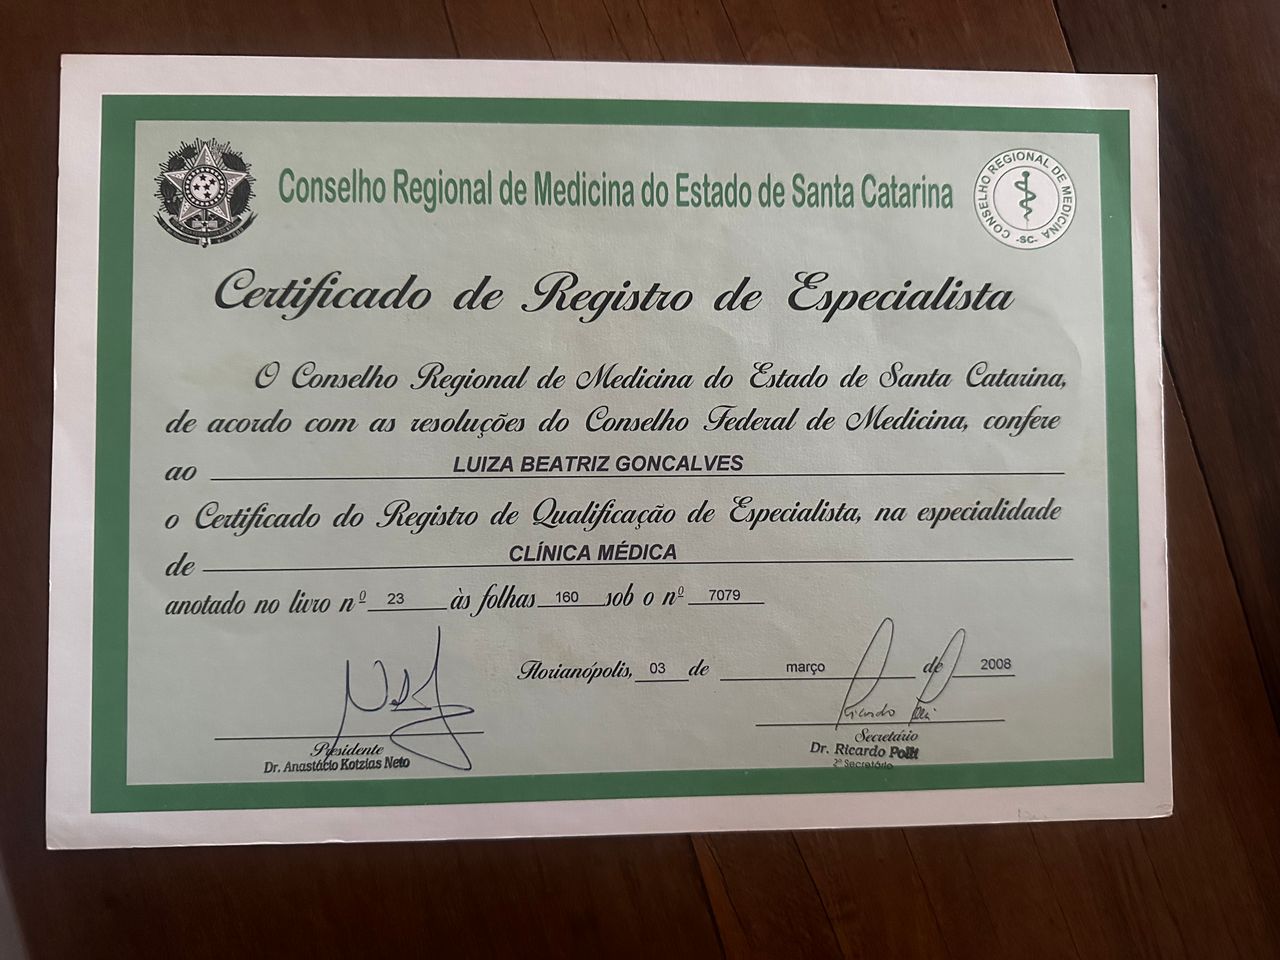 Conselho Regional de Medicina do Estado de Santa Catarina
CONSELHO REGIONAL DE MEDICINA
-SC-
Certificado de Registro de Especialista
O Conselho Regional de Medicina do Estado de Santa Catarina,
de acordo com as resoluções do Conselho Federal de Medicina, confere
ao LUIZA BEATRIZ GONCALVES
o Certificado do Registro de Qualificação de Especialista, na especialidade
de CLÍNICA MÉDICA
anotado no livro nº 23 às folhas 160 sob o nº 7079
Florianópolis, 03 de março de 2008
Ricardo
Presidente
Dr. Anastácio Kotzias Neto
Secretário
Dr. Ricardo Polli
2º Secretário